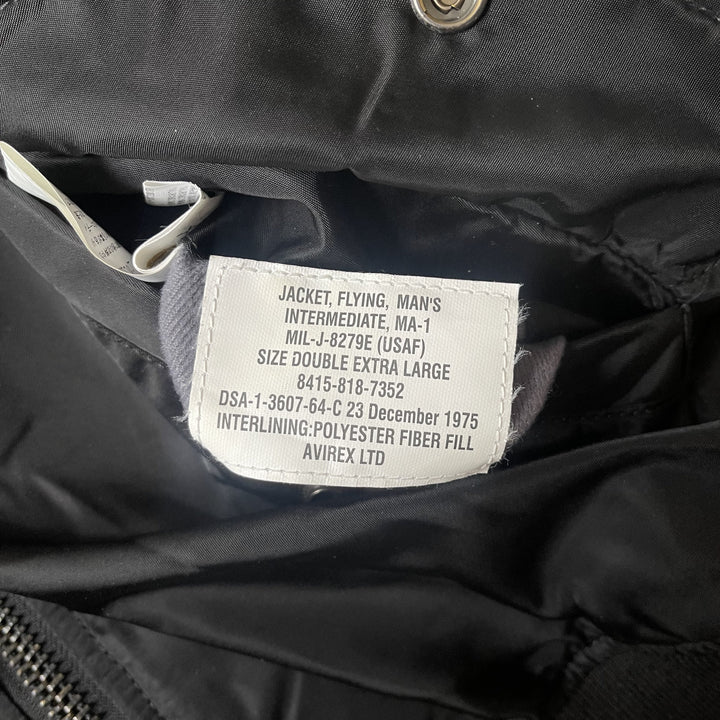 JACKET, FLYING, MAN'S
INTERMEDIATE, MA-1
MIL-J-8279E (USAF)
SIZE DOUBLE EXTRA LARGE
8415-818-7352
DSA-1-3607-64-C 23 December 1975
INTERLINING:POLYESTER FIBER FILL
AVIREX LTD